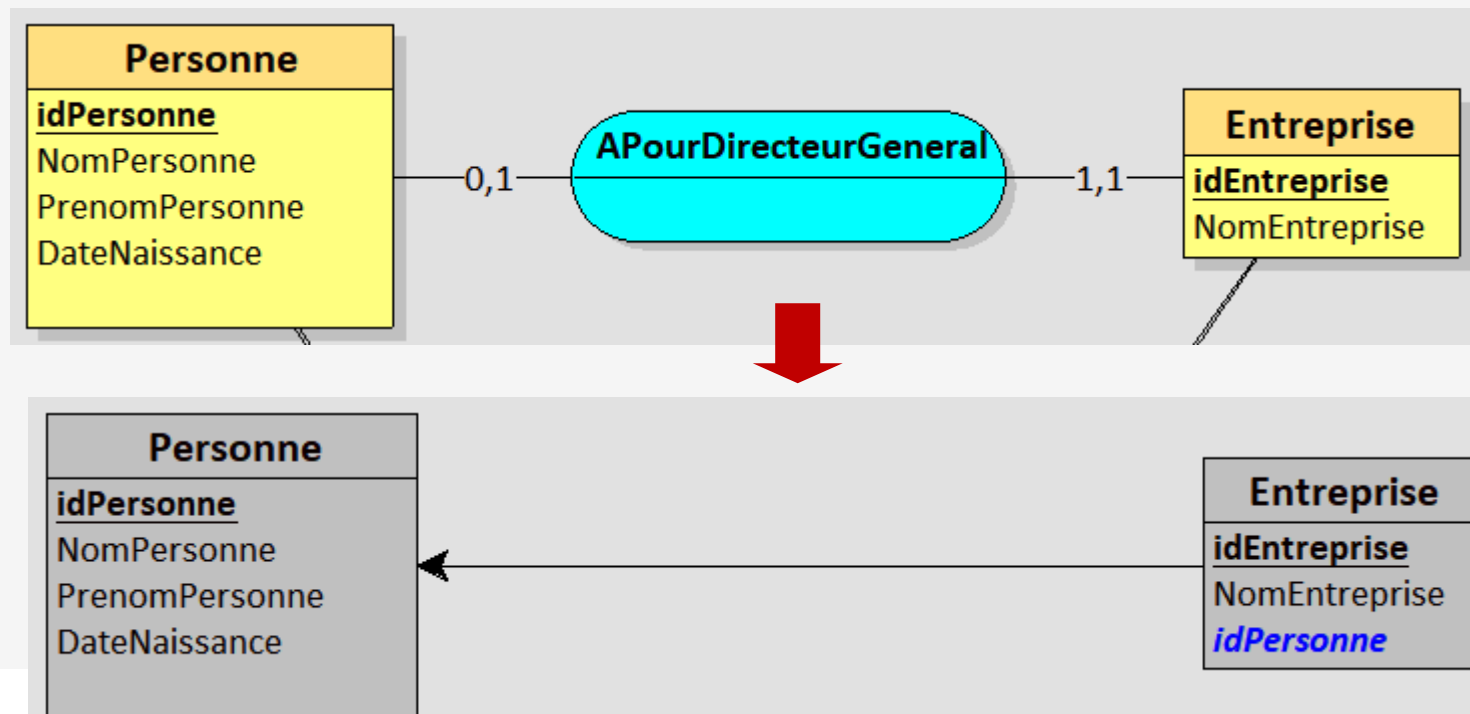 Personne
idPersonne
NomPersonne
PrenomPersonne
DateNaissance
0,1
APourDirecteurGeneral
1,1
Entreprise
idEntreprise
NomEntreprise
Personne
idPersonne
NomPersonne
PrenomPersonne
DateNaissance
Entreprise
idEntreprise
NomEntreprise
idPersonne